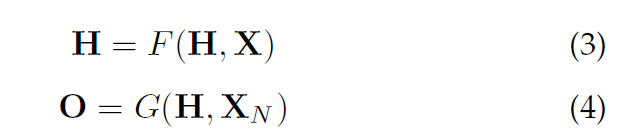 H = F(H, X) (3)
O = G(H, X_N) (4)